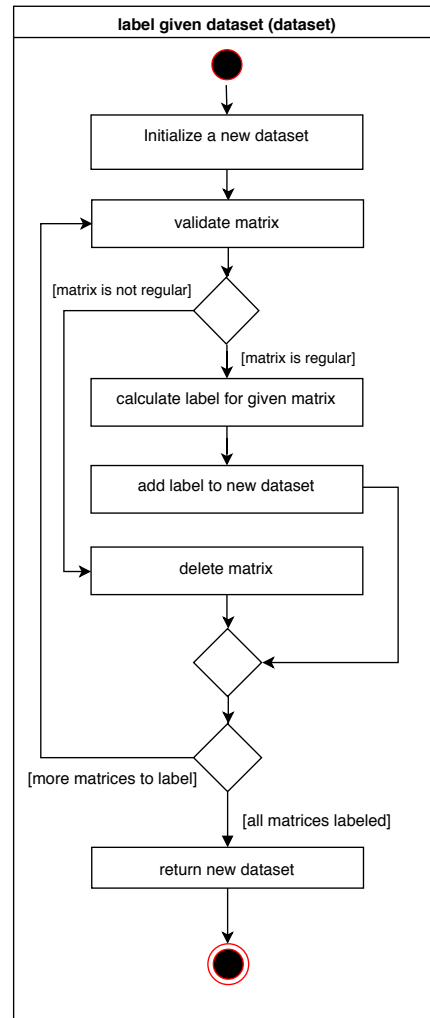 label given dataset (dataset)
Initialize a new dataset
validate matrix
[matrix is not regular]
[matrix is regular]
calculate label for given matrix
add label to new dataset
delete matrix
[more matrices to label]
[all matrices labeled]
return new dataset